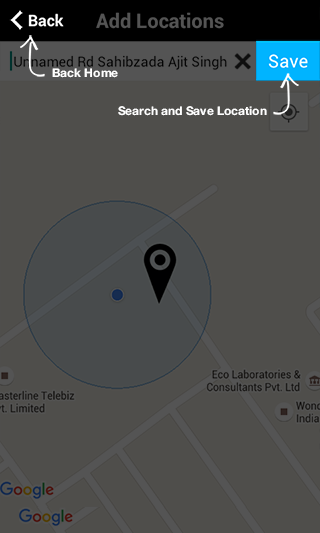 Back
Add Locations
Unnamed Rd Sahibzada Ajit Singh
Save
Back Home
Search and Save Location
Eco Laboratories &
Consultants Pvt. Ltd
asterline Telebiz
vt. Limited
Wond
India
Google
Google